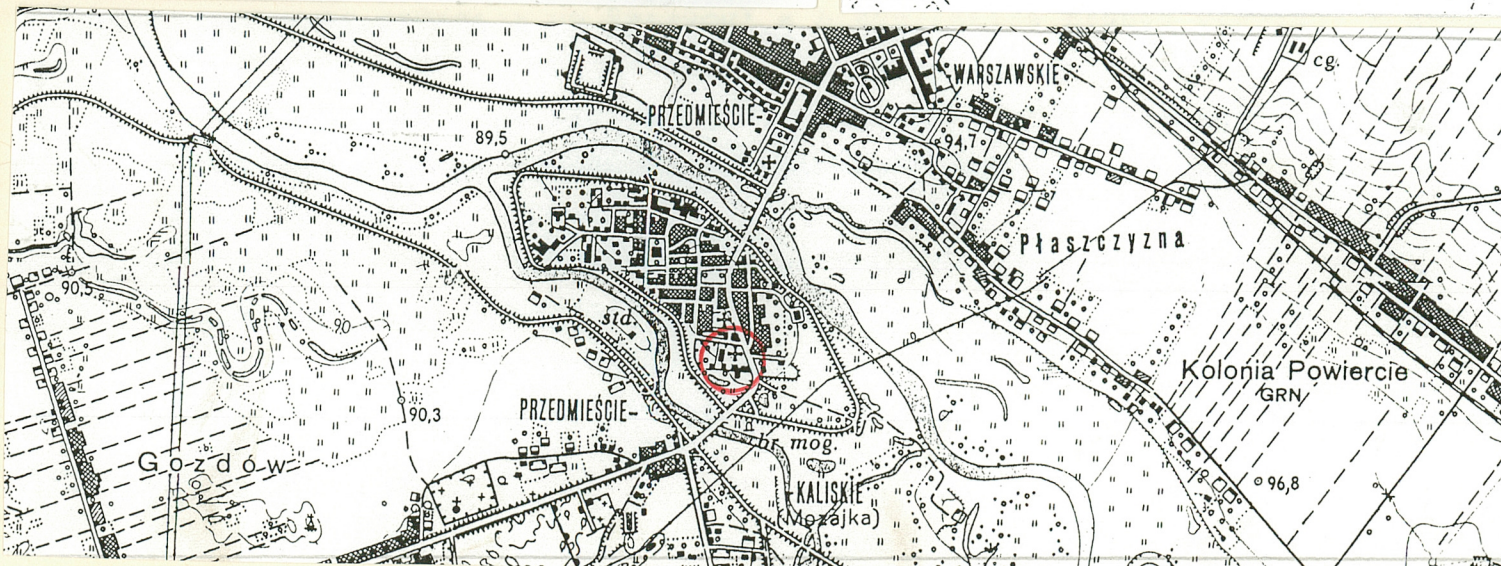 cg.
-WARSZAWSKIE
PRZEDMIEŚCIE-
89,5
94,7
Płaszczyzna
90,5
90
std.
Kolonia Powiercie
GRN
90,3
PRZEDMIEŚCIE-
br. mog.
Gozdów
-KALISKIE
(Mozajka)
96,8